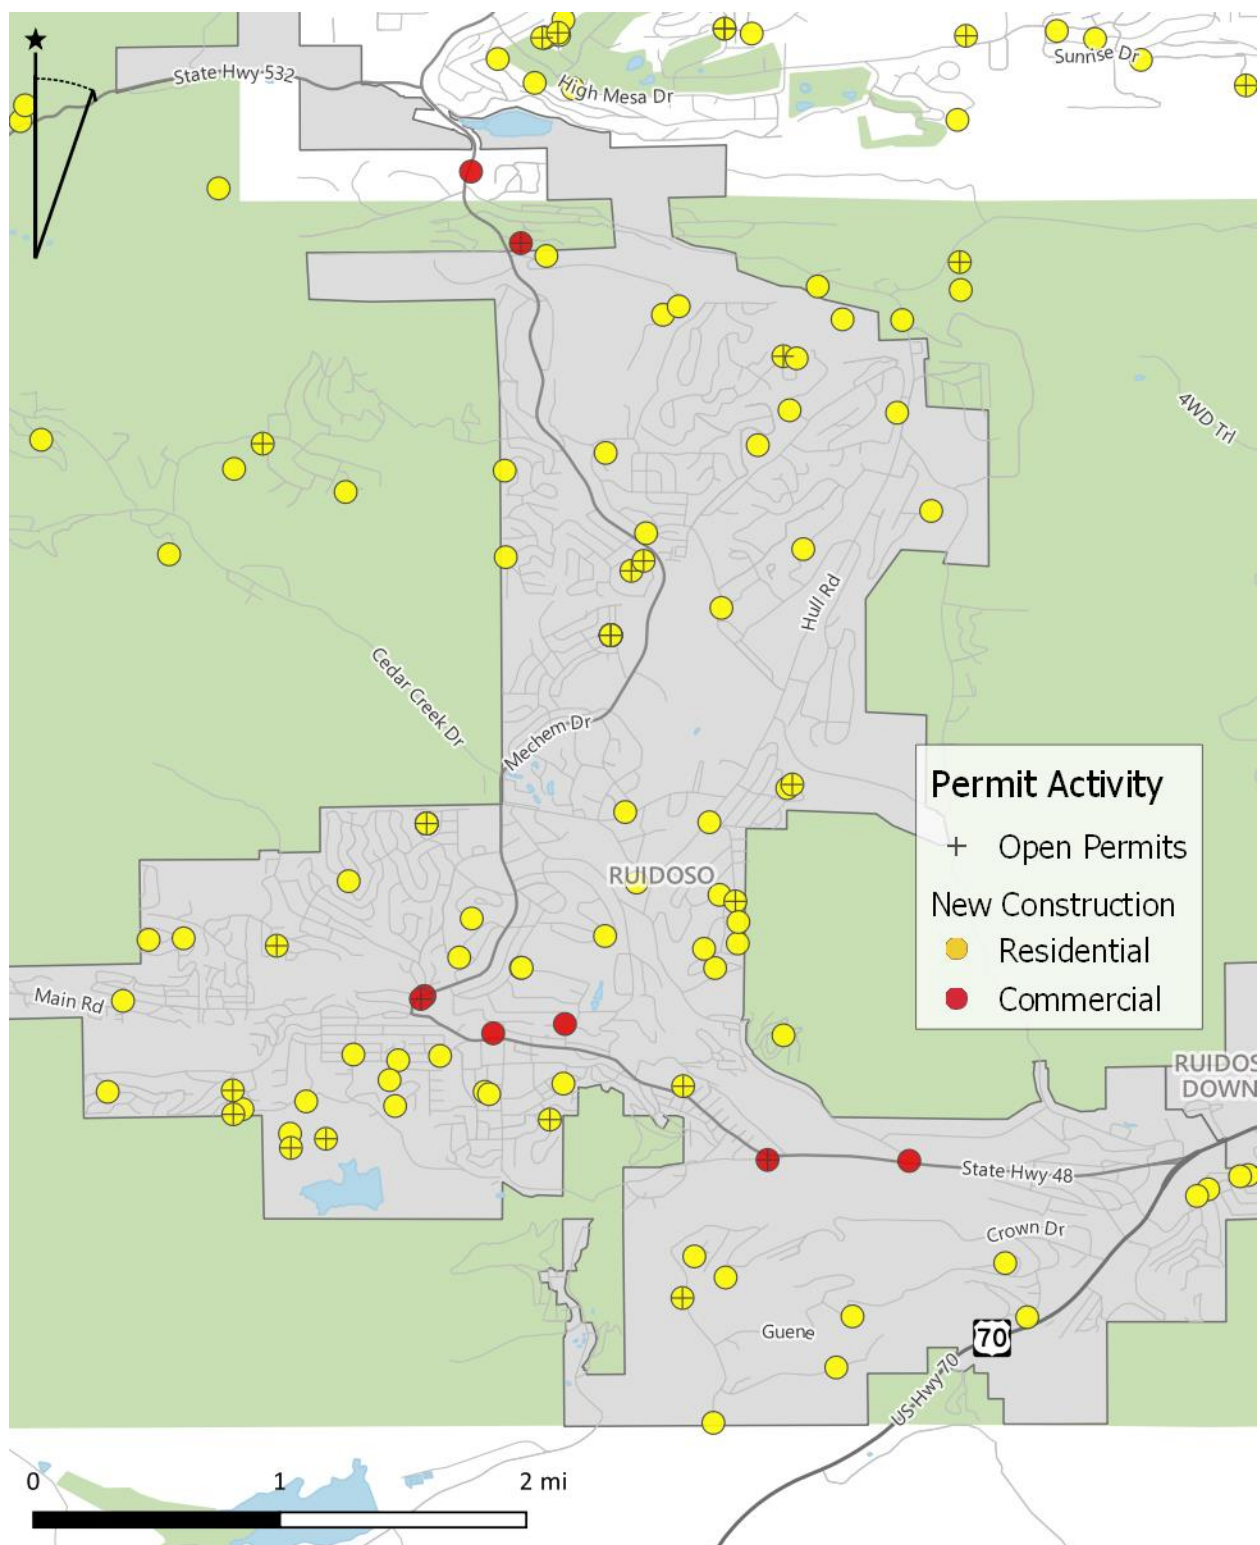 Sunrise Dr
State Hwy 532
High Mesa Dr
4WD Trl
Hull Rd
Cedar Creek Dr
Mechem Dr
Permit Activity
Open Permits
New Construction
Residential
Commercial
RUIDOSO
Main Rd
RUIDOS
DOWN
State Hwy 48
Crown Dr
Guene
70
US Hwy 70
0 1 2 mi